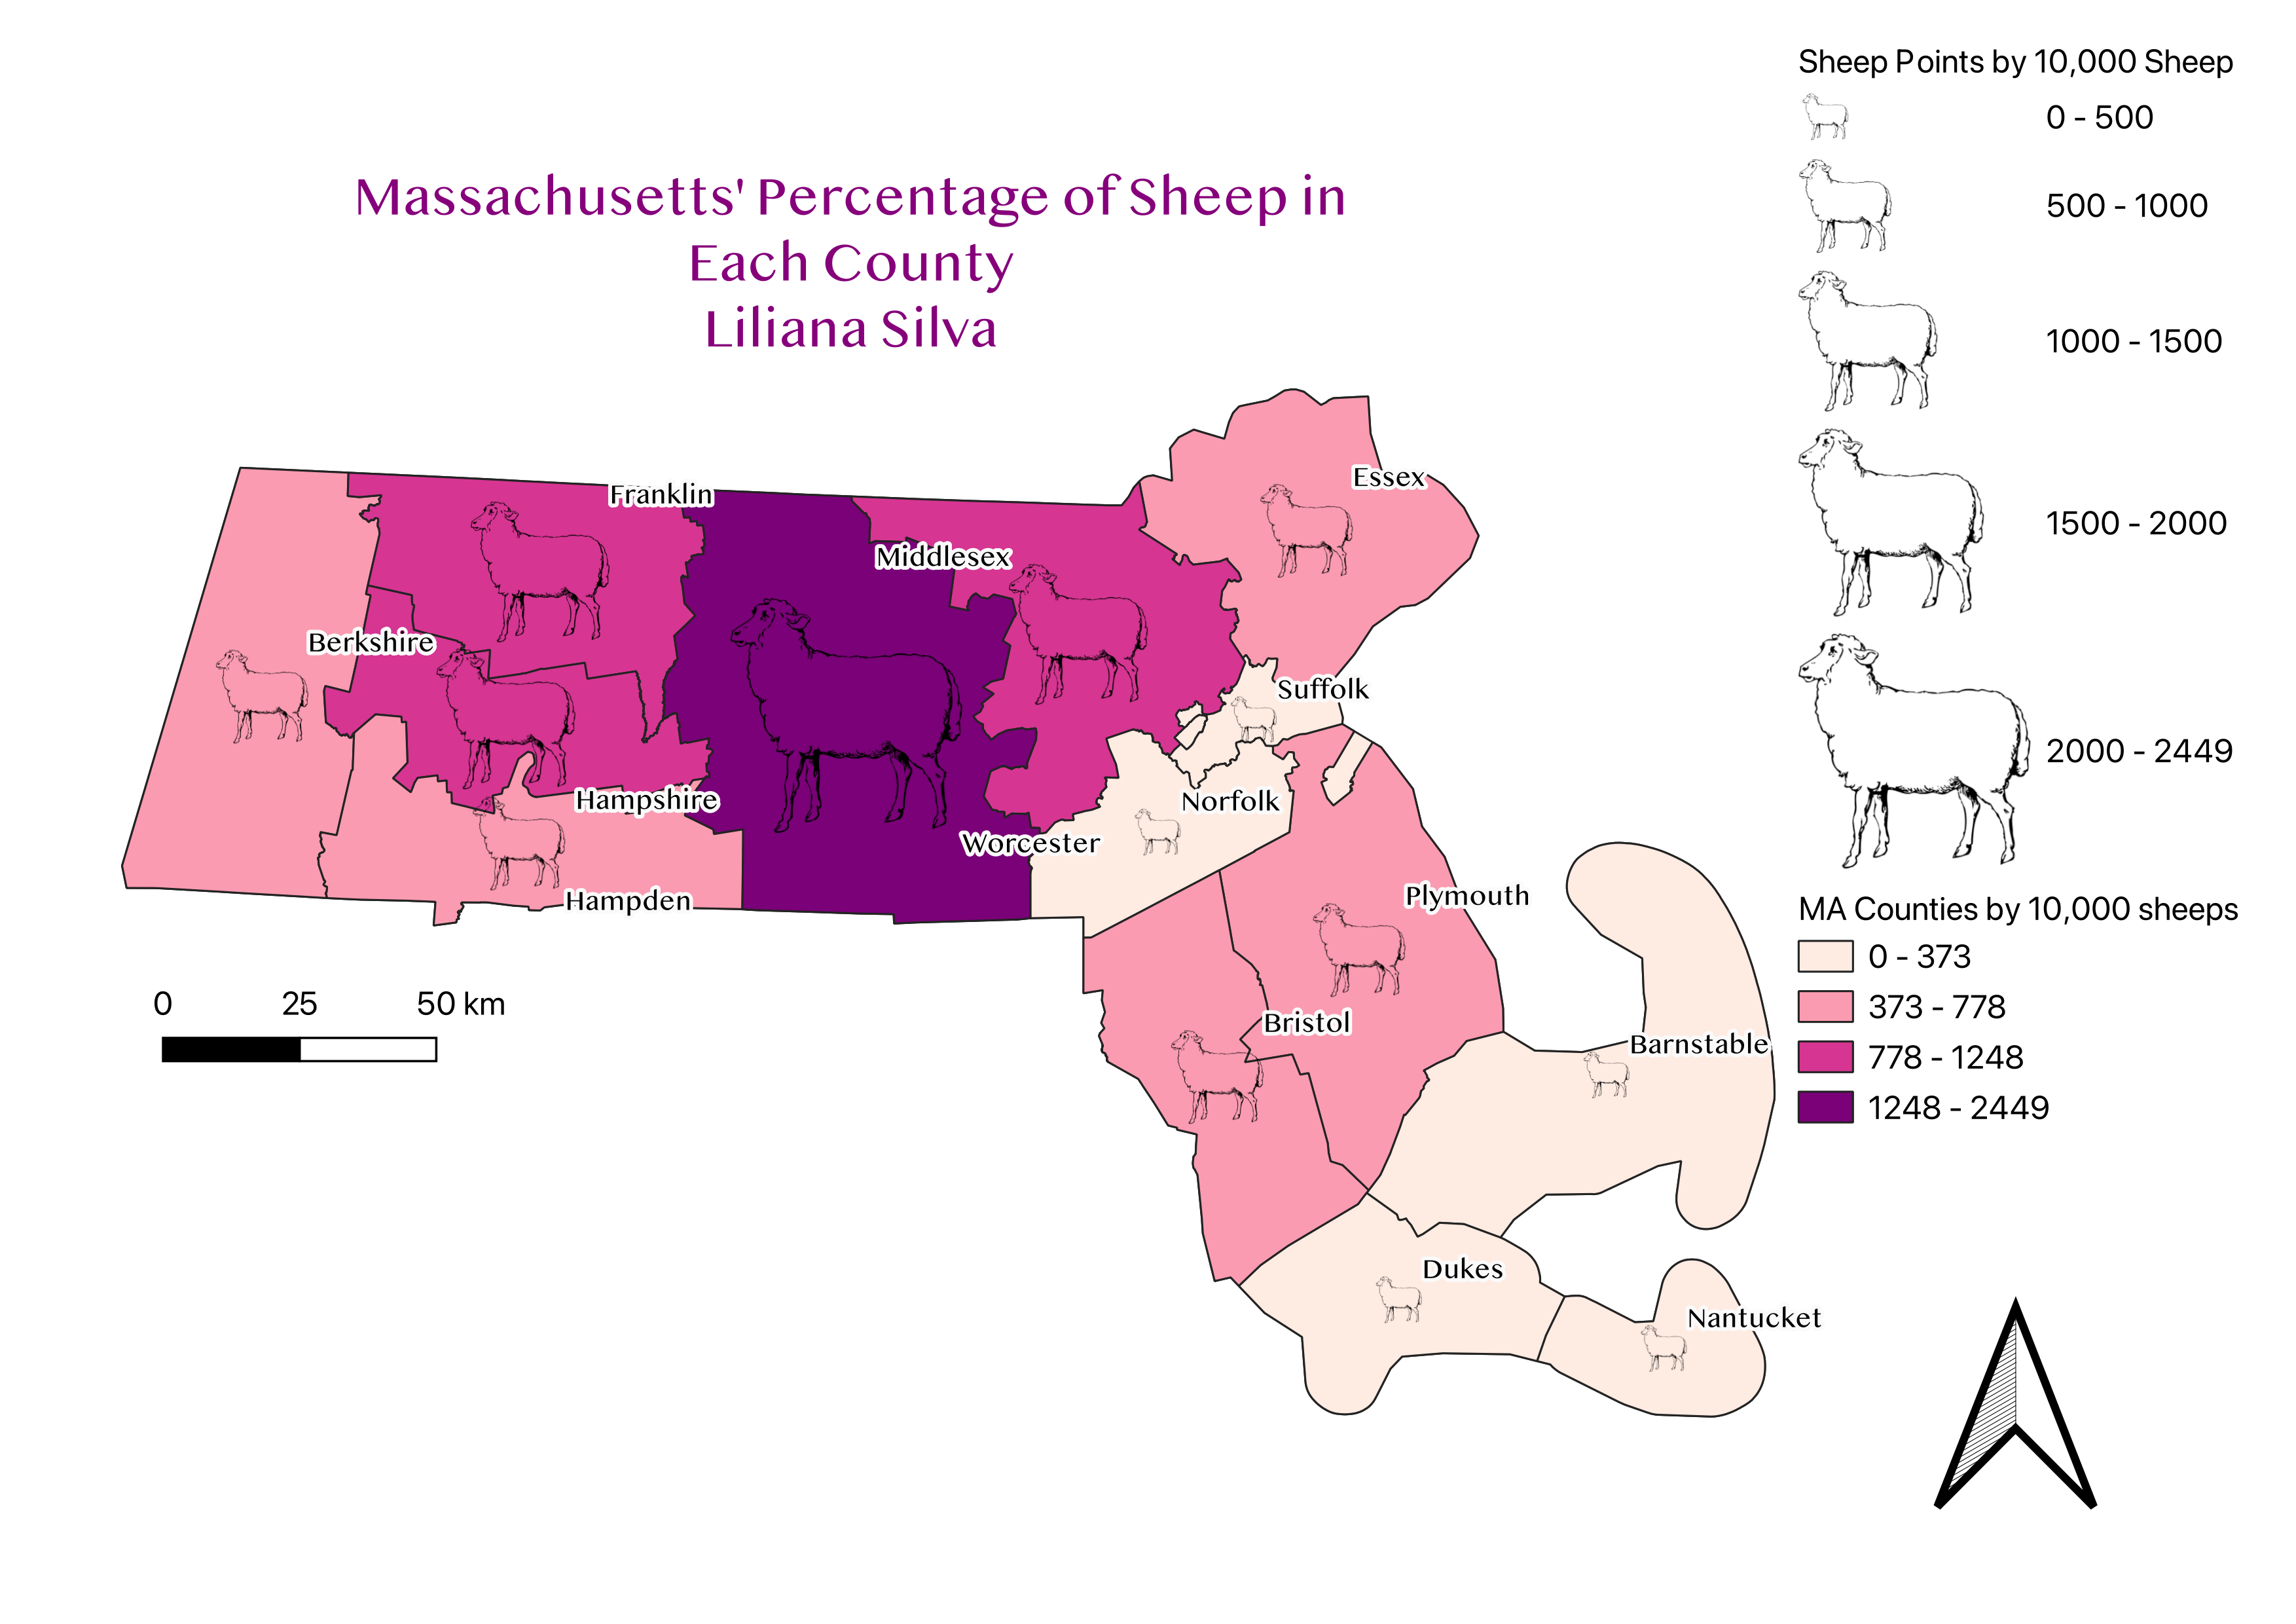 Massachusetts' Percentage of Sheep in
Each County
Liliana Silva
Sheep Points by 10,000 Sheep
0 - 500
500 - 1000
1000 - 1500
1500 - 2000
2000 - 2449
MA Counties by 10,000 sheeps
0 - 373
373 - 778
778 - 1248
1248 - 2449
Essex
Franklin
Middlesex
Berkshire
Suffolk
Hampshire
Norfolk
Worcester
Hampden
Plymouth
Bristol
Barnstable
Dukes
Nantucket
0 25 50 km